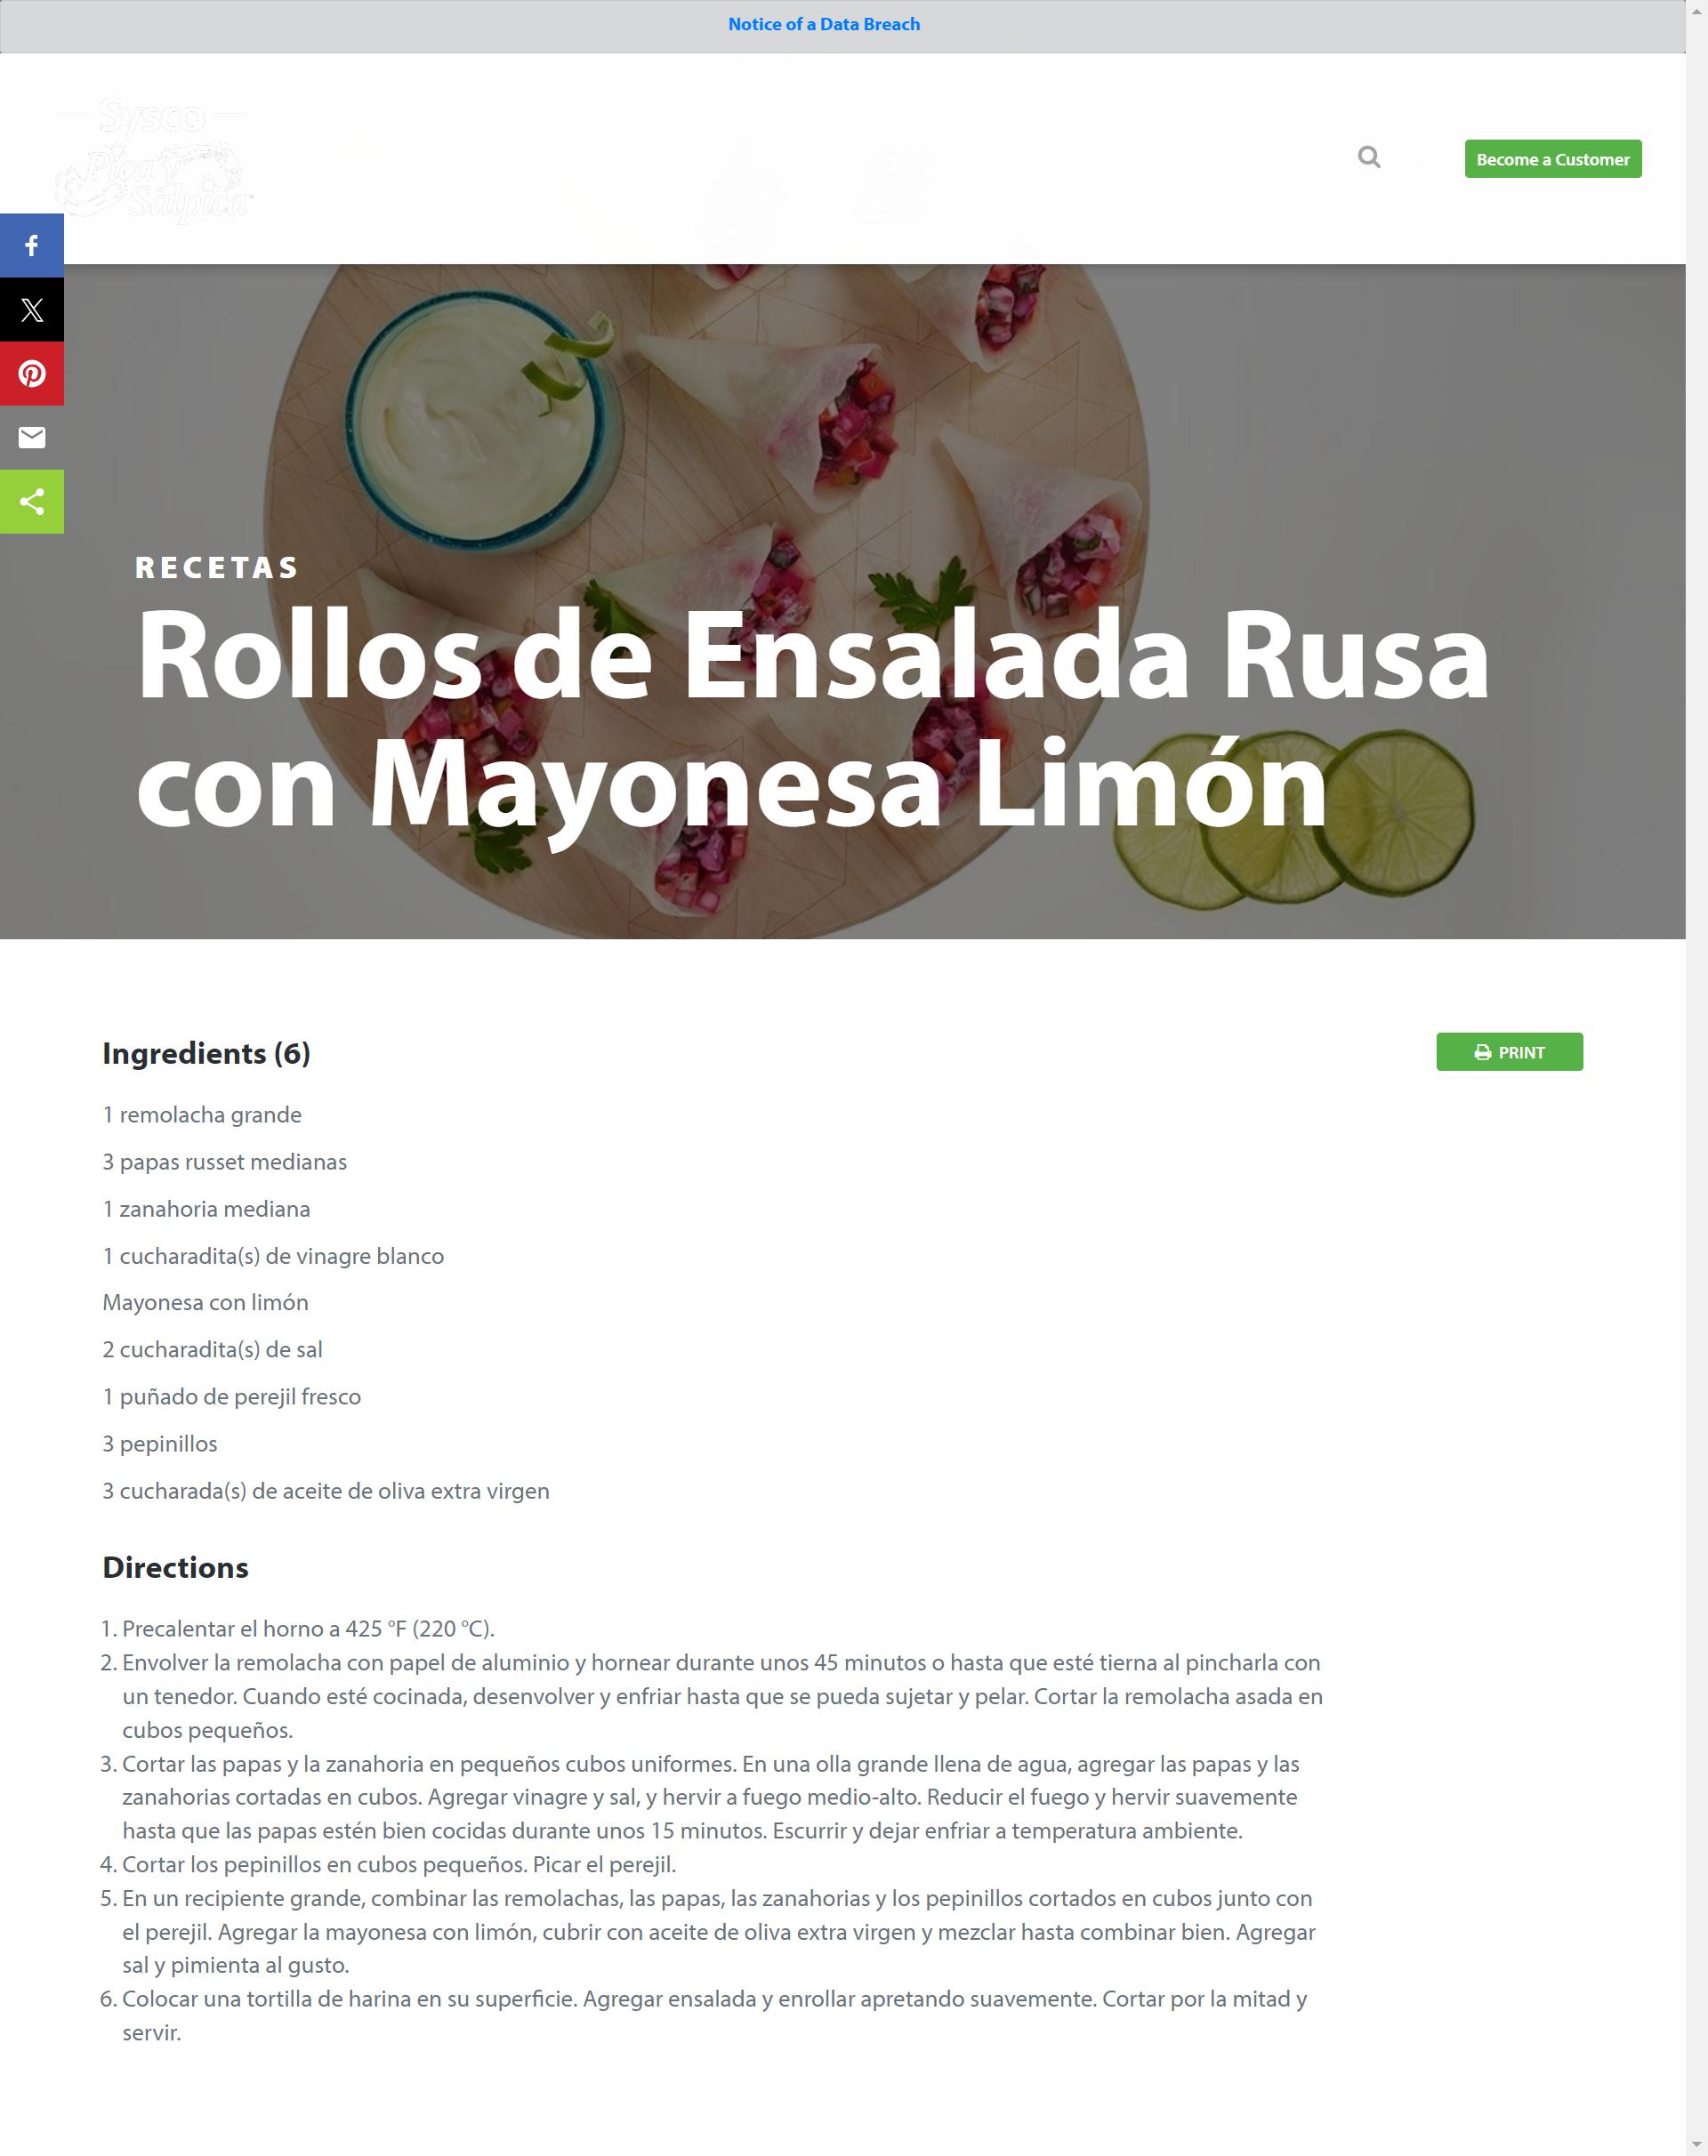 Notice of a Data Breach
Sysco
Pica y
Salpica
Become a Customer
RECETAS
Rollos de Ensalada Rusa
con Mayonesa Limón
Ingredients (6)
PRINT
1 remolacha grande
3 papas russet medianas
1 zanahoria mediana
1 cucharadita(s) de vinagre blanco
Mayonesa con limón
2 cucharadita(s) de sal
1 puñado de perejil fresco
3 pepinillos
3 cucharada(s) de aceite de oliva extra virgen
Directions
1. Precalentar el horno a 425 °F (220 °C).
2. Envolver la remolacha con papel de aluminio y hornear durante unos 45 minutos o hasta que esté tierna al pincharla con
un tenedor. Cuando esté cocinada, desenvolver y enfriar hasta que se pueda sujetar y pelar. Cortar la remolacha asada en
cubos pequeños.
3. Cortar las papas y la zanahoria en pequeños cubos uniformes. En una olla grande llena de agua, agregar las papas y las
zanahorias cortadas en cubos. Agregar vinagre y sal, y hervir a fuego medio-alto. Reducir el fuego y hervir suavemente
hasta que las papas estén bien cocidas durante unos 15 minutos. Escurrir y dejar enfriar a temperatura ambiente.
4. Cortar los pepinillos en cubos pequeños. Picar el perejil.
5. En un recipiente grande, combinar las remolachas, las papas, las zanahorias y los pepinillos cortados en cubos junto con
el perejil. Agregar la mayonesa con limón, cubrir con aceite de oliva extra virgen y mezclar hasta combinar bien. Agregar
sal y pimienta al gusto.
6. Colocar una tortilla de harina en su superficie. Agregar ensalada y enrollar apretando suavemente. Cortar por la mitad y
servir.